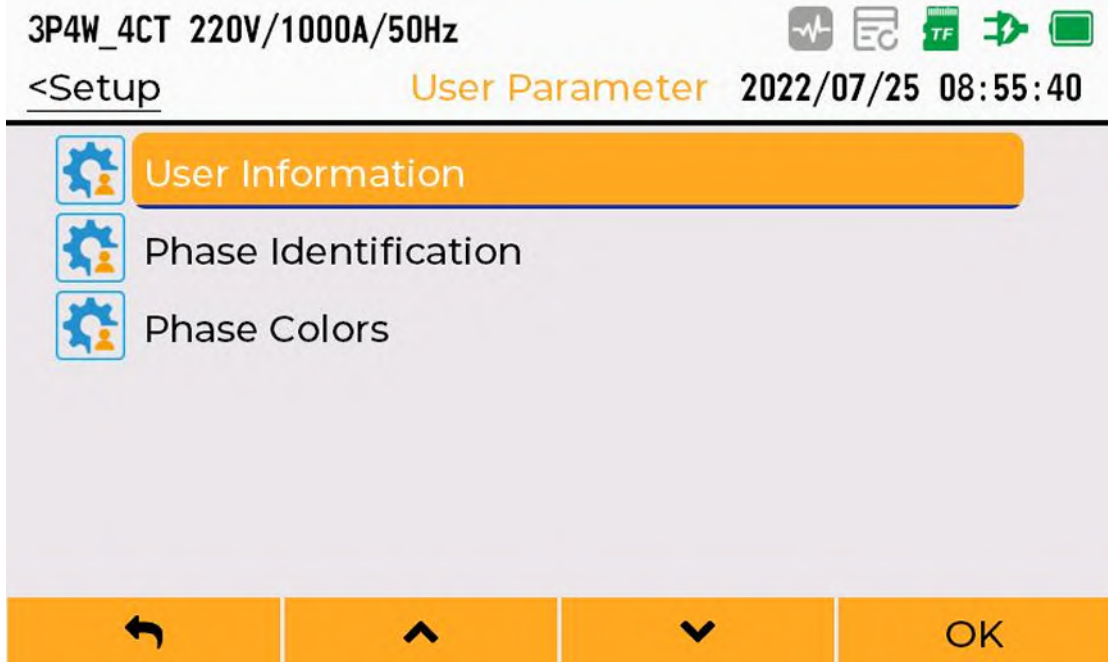 3P4W_4CT 220V/1000A/50Hz TF
<Setup User Parameter 2022/07/25 08:55:40
User Information
Phase Identification
Phase Colors
OK